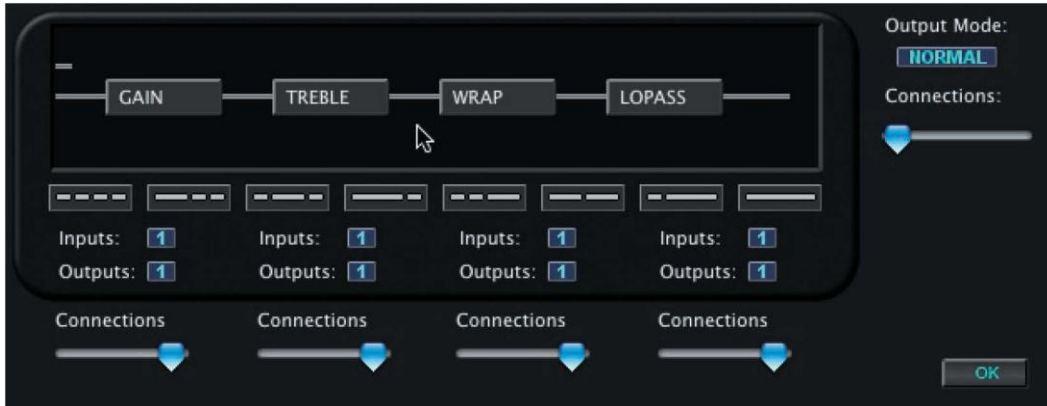 Output Mode:
NORMAL
Connections:
GAIN TREBLE WRAP LOPASS
Inputs: 1 Inputs: 1 Inputs: 1 Inputs: 1
Outputs: 1 Outputs: 1 Outputs: 1 Outputs: 1
Connections Connections Connections Connections
OK